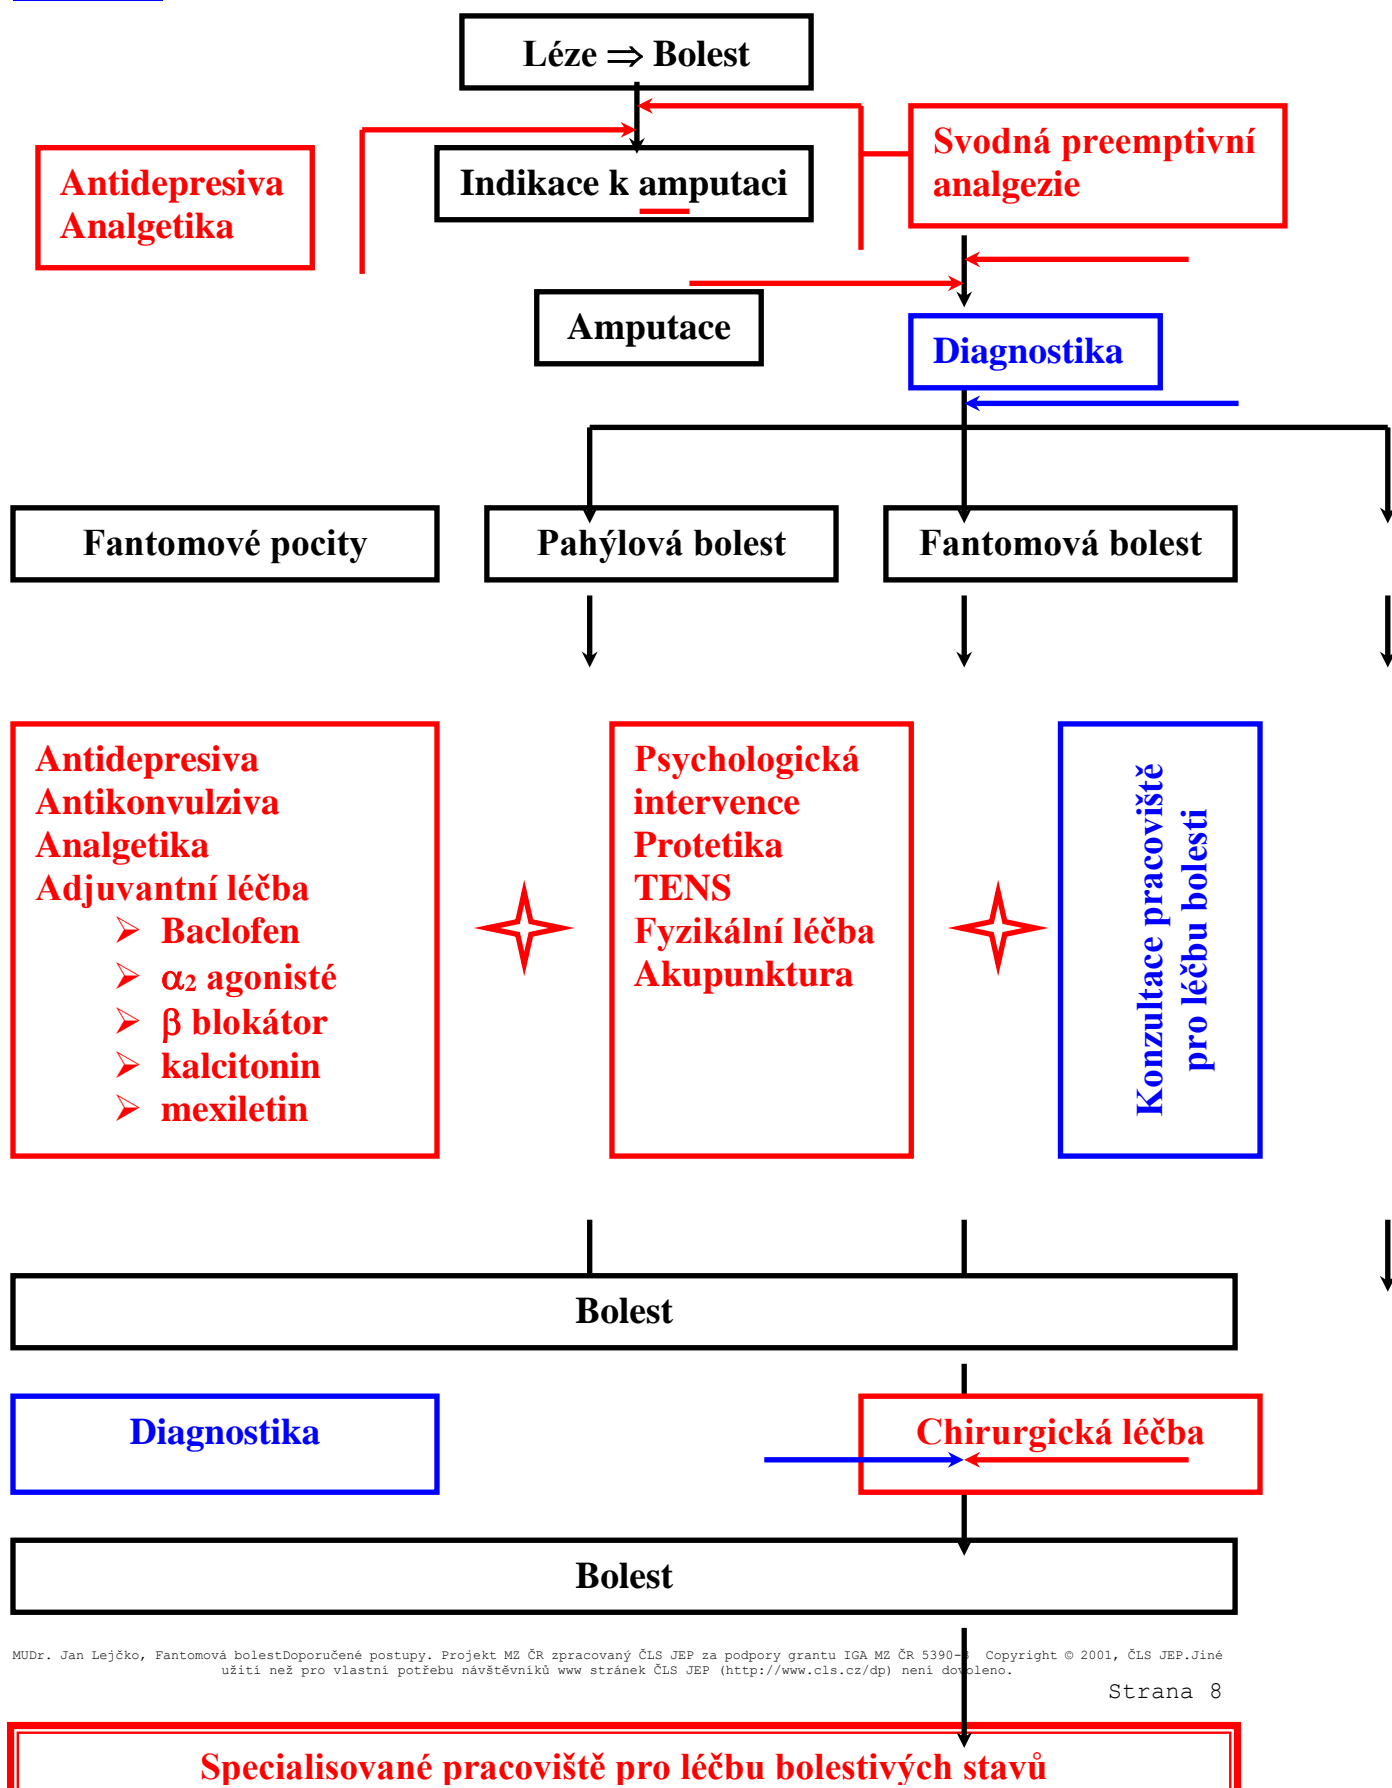 Léze ⇒ Bolest
Svodná preemptivní
analgezie
Antidepresiva
Analgetika
Indikace k amputaci
Amputace
Diagnostika
Fantomové pocity
Pahýlová bolest
Fantomová bolest
Antidepresiva
Antikonvulziva
Analgetika
Adjuvantní léčba
➢ Baclofen
➢ α₂ agonisté
➢ β blokátor
➢ kalcitonin
➢ mexiletin
Psychologická
intervence
Protetika
TENS
Fyzikální léčba
Akupunktura
Konzultace pracoviště
pro léčbu bolesti
Bolest
Diagnostika
Chirurgická léčba
Bolest
MUDr. Jan Lejčko, Fantomová bolestDoporučené postupy. Projekt MZ ČR zpracovaný ČLS JEP za podpory grantu IGA MZ ČR 5390- Copyright © 2001, ČLS JEP.Jiné
užití než pro vlastní potřebu návštěvníků www stránek ČLS JEP (http://www.cls.cz/dp) není dovoleno.
Strana 8
Specialisované pracoviště pro léčbu bolestivých stavů